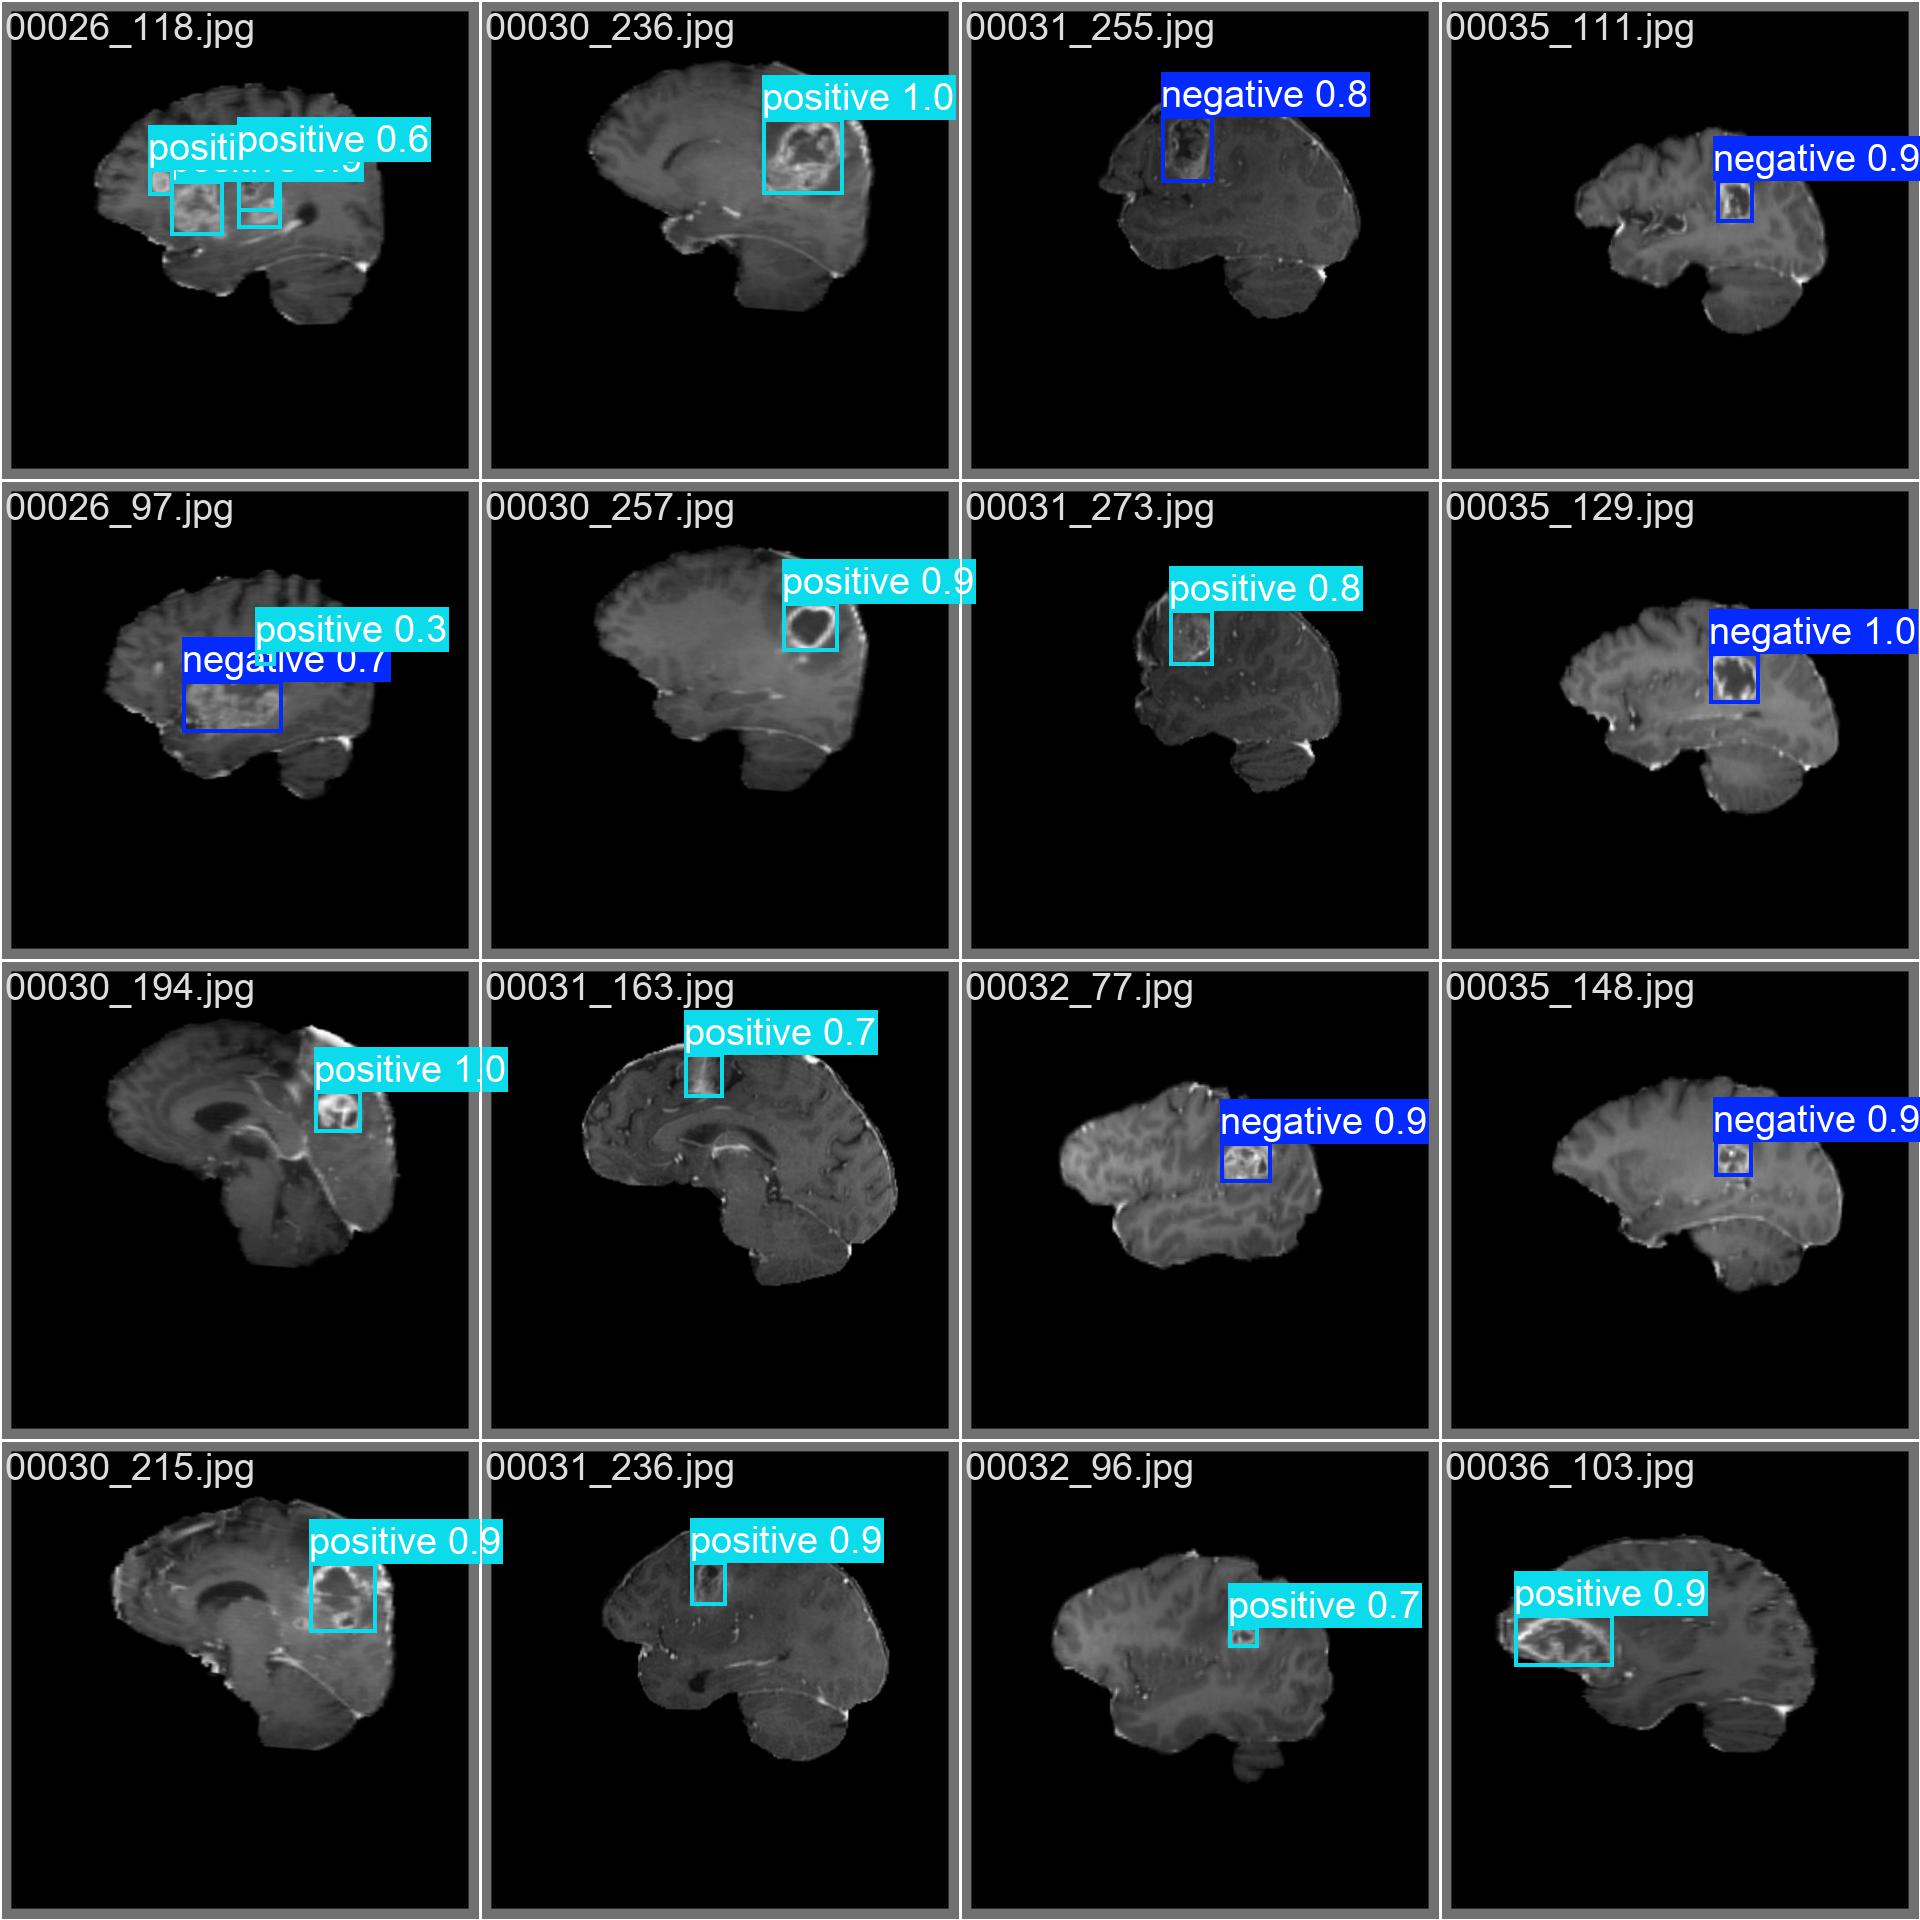 00026_118.jpg
positive 0.6
00030_236.jpg
positive 1.0
00031_255.jpg
negative 0.8
00035_111.jpg
negative 0.9
00026_97.jpg
positive 0.3
negative 0.7
00030_257.jpg
positive 0.9
00031_273.jpg
positive 0.8
00035_129.jpg
negative 1.0
00030_194.jpg
positive 1.0
00031_163.jpg
positive 0.7
00032_77.jpg
negative 0.9
00035_148.jpg
negative 0.9
00030_215.jpg
positive 0.9
00031_236.jpg
positive 0.9
00032_96.jpg
positive 0.7
00036_103.jpg
positive 0.9